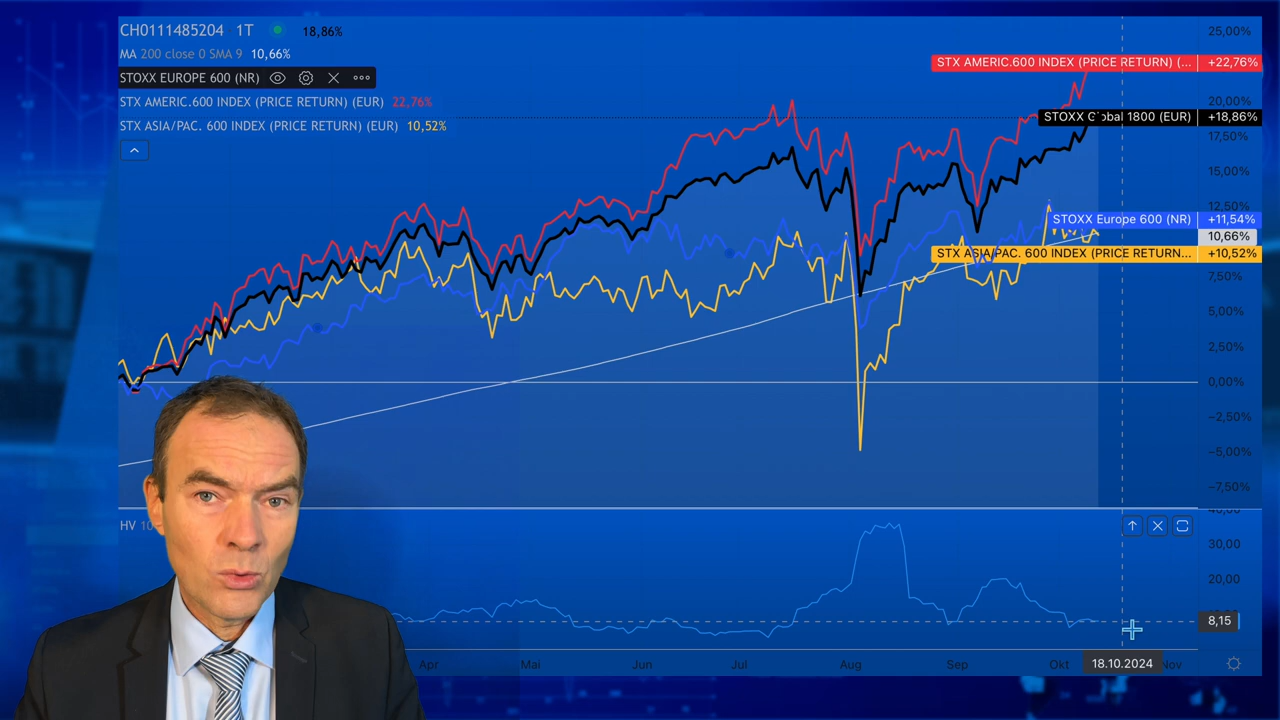 CH0111485204 1T 18,86%
MA 200 close 0 SMA 9 10,66%
STOXX EUROPE 600 (NR)
STX AMERIC.600 INDEX (PRICE RETURN) (EUR) 22,76%
STX ASIA/PAC. 600 INDEX (PRICE RETURN) (EUR) 10,52%
25,00%
STX AMERIC.600 INDEX (PRICE RETURN) (... +22,76%
20,00%
STOXX Global 1800 (EUR) +18,86%
17,50%
15,00%
12,50%
STOXX Europe 600 (NR) +11,54%
10,66%
STX ASIA/PAC. 600 INDEX (PRICE RETURN... +10,52%
7,50%
5,00%
2,50%
0,00%
−2,50%
−5,00%
−7,50%
40,00
HV 10
30,00
20,00
8,15
Apr Mai Jun Jul Aug Sep Okt 18.10.2024 Nov